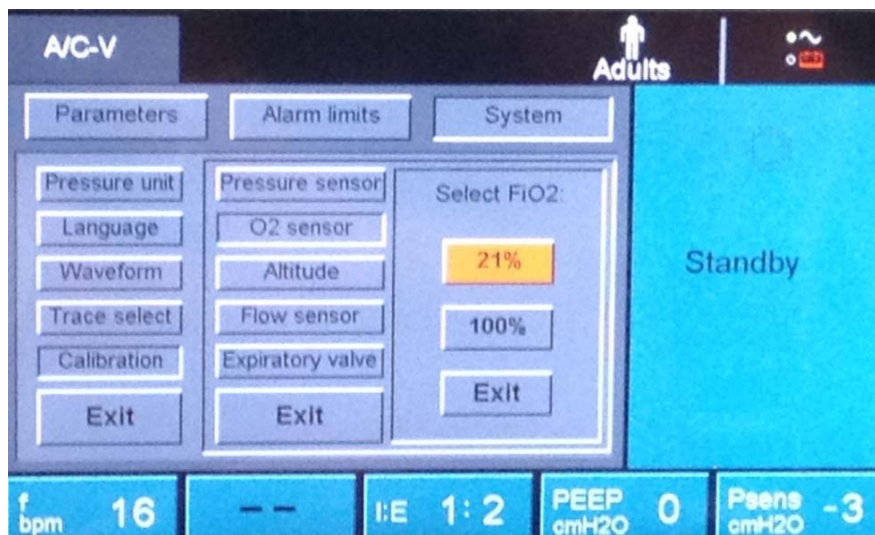 A/C-V
Adults
Parameters
Alarm limits
System
Pressure unit
Language
Waveform
Trace select
Calibration
Exit
Pressure sensor
O2 sensor
Altitude
Flow sensor
Expiratory valve
Exit
Select FiO2:
21%
100%
Exit
Standby
f bpm 16
--
I:E 1:2
PEEP cmH2O 0
Psens cmH2O -3